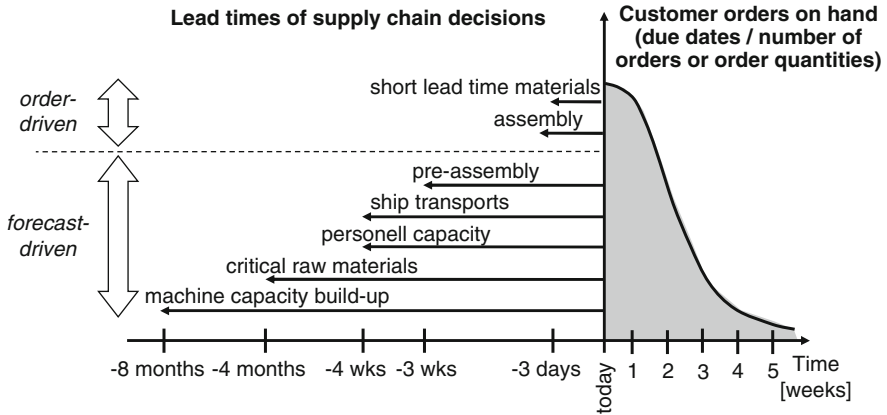 Lead times of supply chain decisions
Customer orders on hand
(due dates / number of
orders or order quantities)
order-
driven
short lead time materials
assembly
forecast-
driven
pre-assembly
ship transports
personell capacity
critical raw materials
machine capacity build-up
-8 months
-4 months
-4 wks
-3 wks
-3 days
today
1
2
3
4
5
Time
[weeks]